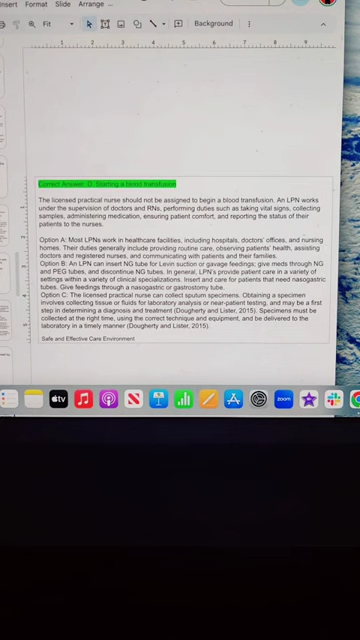 Insert Format Slide Arrange ...
Fit
Background
1 2 3 4 5 6 7 8 9
Correct Answer: D. Starting a blood transfusion
The licensed practical nurse should not be assigned to begin a blood transfusion. An LPN works
under the supervision of doctors and RNs, performing duties such as taking vital signs, collecting
samples, administering medication, ensuring patient comfort, and reporting the status of their
patients to the nurses.
Option A: Most LPNs work in healthcare facilities, including hospitals, doctors' offices, and nursing
homes. Their duties generally include providing routine care, observing patients' health, assisting
doctors and registered nurses, and communicating with patients and their families.
Option B: An LPN can insert NG tube for Levin suction or gavage feedings; give meds through NG
and PEG tubes, and discontinue NG tubes. In general, LPN's provide patient care in a variety of
settings within a variety of clinical specializations. Insert and care for patients that need nasogastric
tubes. Give feedings through a nasogastric or gastrostomy tube.
Option C: The licensed practical nurse can collect sputum specimens. Obtaining a specimen
involves collecting tissue or fluids for laboratory analysis or near-patient testing, and may be a first
step in determining a diagnosis and treatment (Dougherty and Lister, 2015). Specimens must be
collected at the right time, using the correct technique and equipment, and be delivered to the
laboratory in a timely manner (Dougherty and Lister, 2015).
Safe and Effective Care Environment
tv
zoom